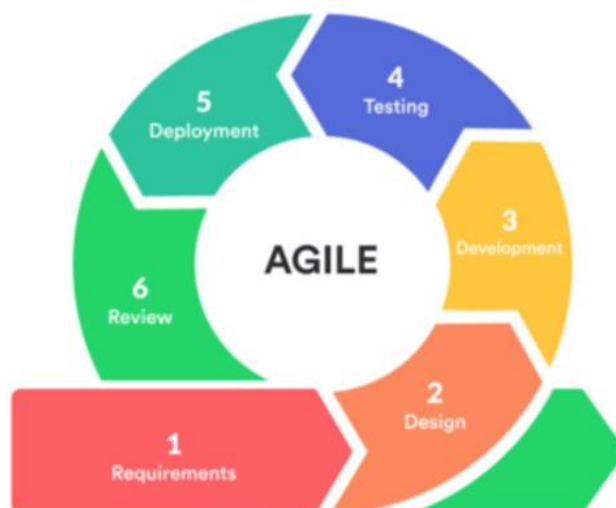 1
Requirements
2
Design
3
Development
4
Testing
5
Deployment
6
Review
AGILE